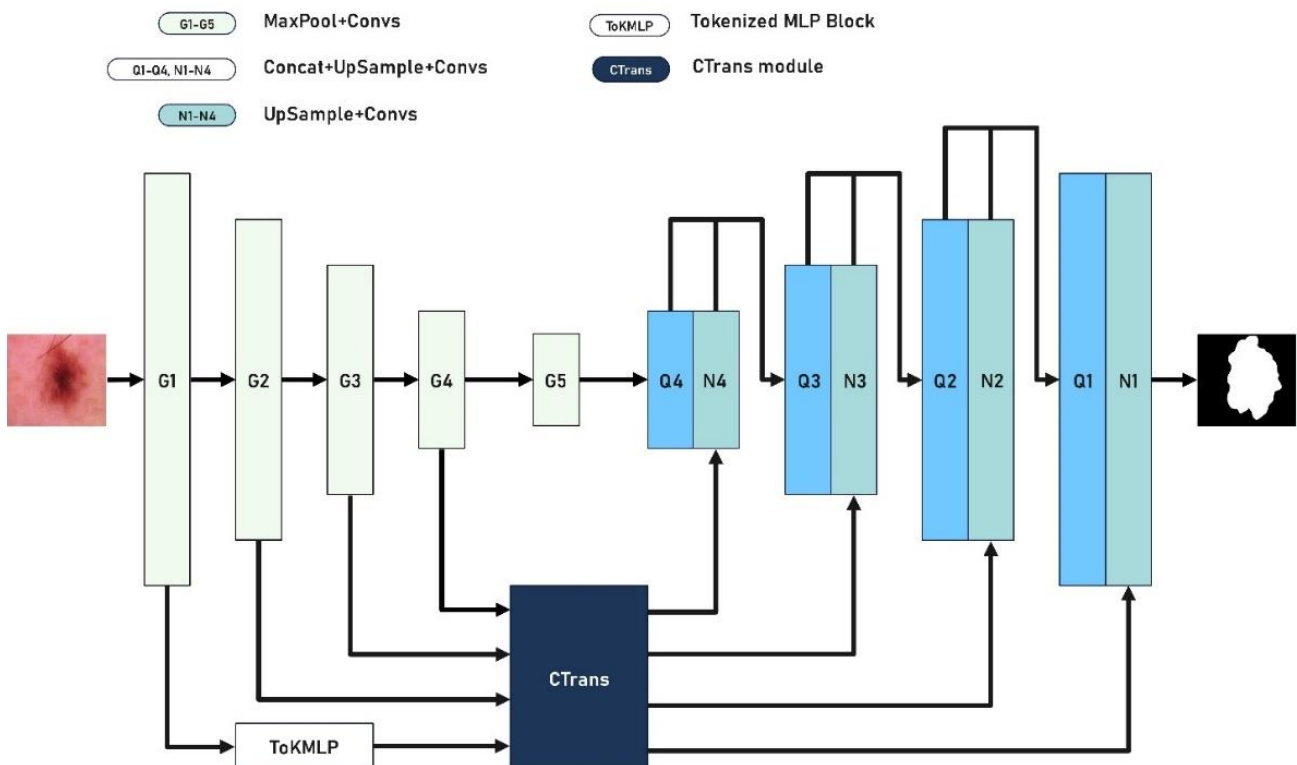 G1-G5 MaxPool+Convs
ToKMLP Tokenized MLP Block
Q1-Q4, N1-N4 Concat+UpSample+Convs
CTrans CTrans module
N1-N4 UpSample+Convs
G1 G2 G3 G4 G5 Q4 N4 Q3 N3 Q2 N2 Q1 N1
CTrans
ToKMLP